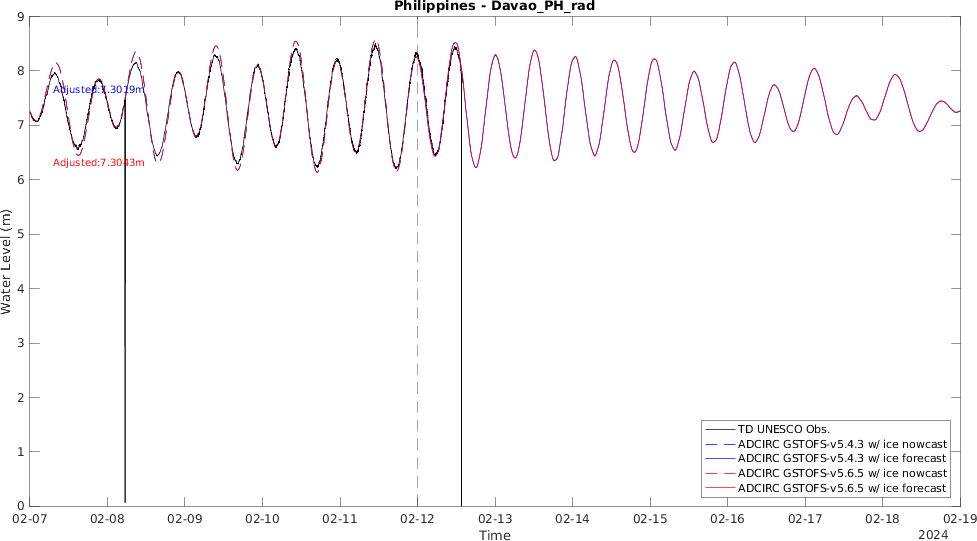 Philippines - Davao_PH_rad
Water Level (m)
9
8
7
6
5
4
3
2
1
0
Adjusted:7.3019m
Adjusted:7.3043m
TD UNESCO Obs.
ADCIRC GSTOFS-v5.4.3 w/ ice nowcast
ADCIRC GSTOFS-v5.4.3 w/ ice forecast
ADCIRC GSTOFS-v5.6.5 w/ ice nowcast
ADCIRC GSTOFS-v5.6.5 w/ ice forecast
02-07 02-08 02-09 02-10 02-11 02-12 02-13 02-14 02-15 02-16 02-17 02-18 02-19
Time
2024